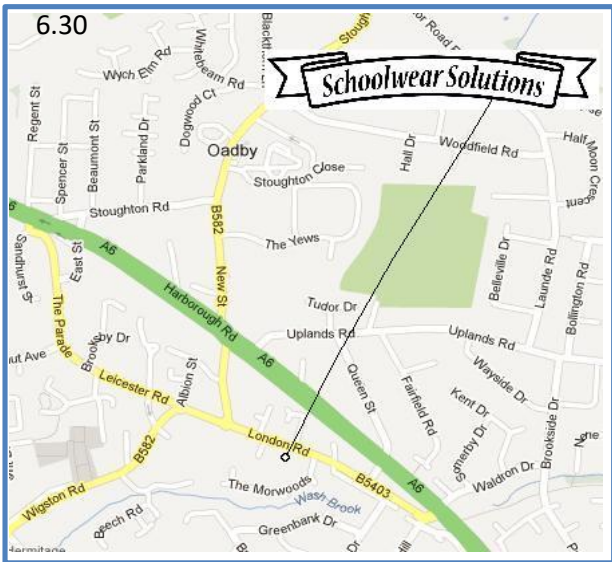 6.30
Schoolwear Solutions
Wych Elm Rd
Whitebeam Rd
Regent St
Spencer St
Beaumont St
Parkland Dr
Dogwood Ct
Oadby
Stoughton Close
Hall Dr
Woodfield Rd
Half Moon Crescent
Stoughton Rd
B582
The Yews
A6
Sandhurst St
East St
New St
Harborough Rd
Belleville Dr
Launde Rd
Bollington Rd
The Parade
Tudor Dr
Uplands Rd
Uplands Rd
A6
Leicester Rd
Albion St
Queen St
Fairfield Rd
Wayside Dr
Kent Dr
London Rd
B582
Brookside Dr
Waldron Dr
The Morwoods
Wash Brook
B5403
A6
Wigston Rd
Greenbank Dr